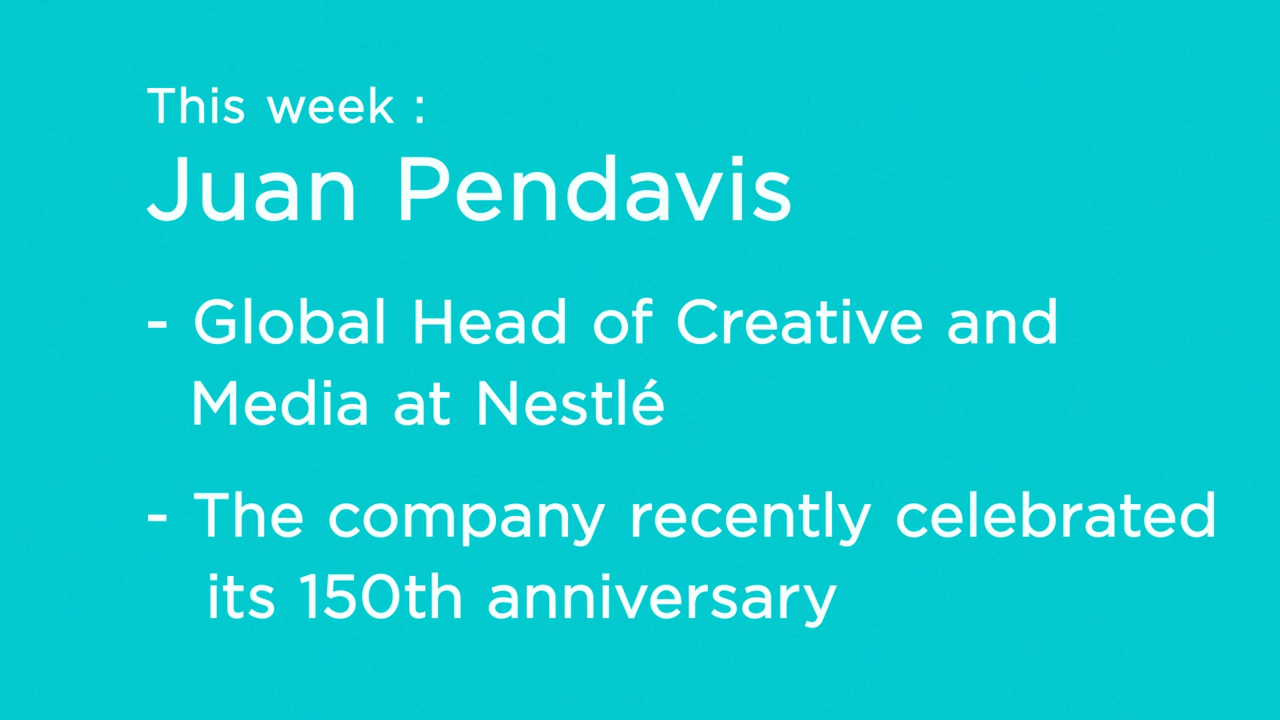 This week :
Juan Pendavis
- Global Head of Creative and
Media at Nestlé
- The company recently celebrated
its 150th anniversary